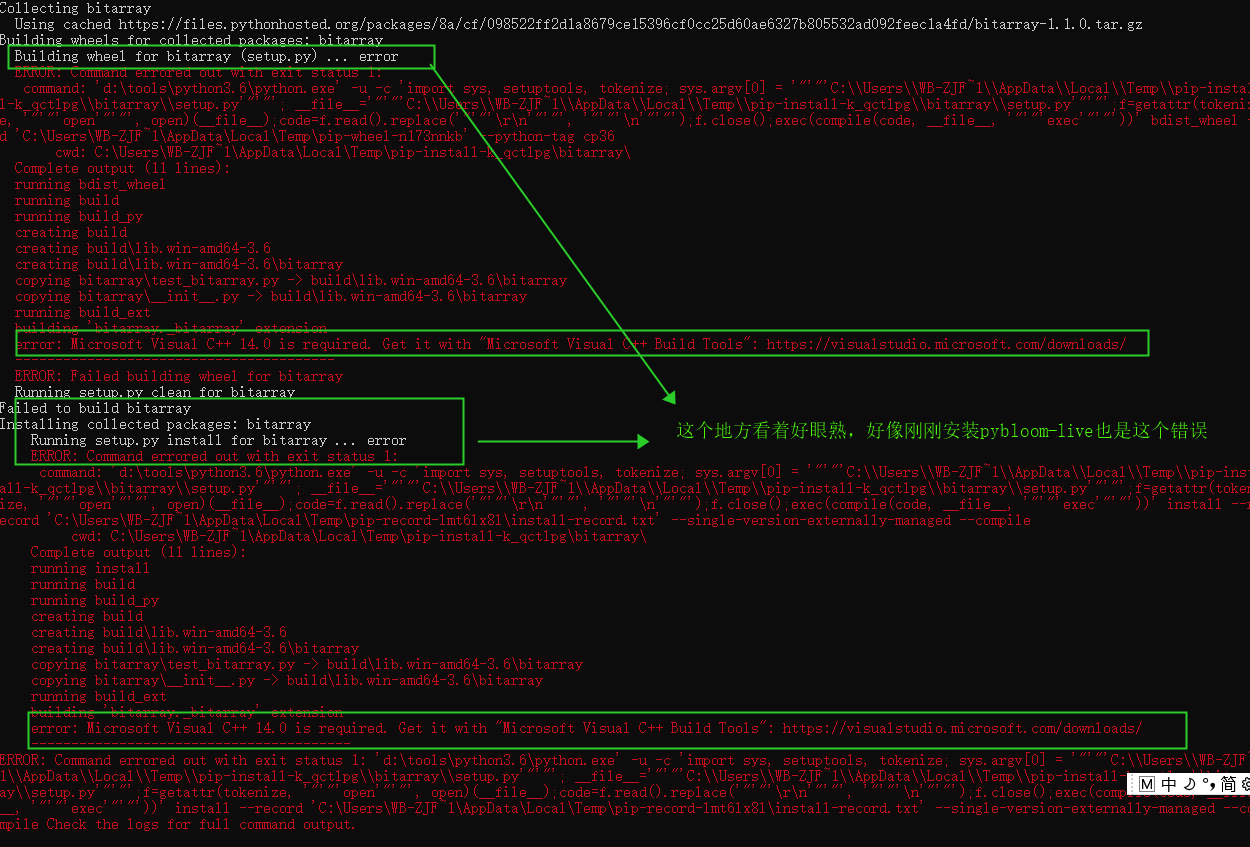 Collecting bitarray
Using cached https://files.pythonhosted.org/packages/8a/cf/098522ff2d1a8679ce15396cf0cc25d60ae6327b805532ad092feec1a4fd/bitarray-1.1.0.tar.gz
Building wheels for collected packages: bitarray
Building wheel for bitarray (setup.py) ... error
ERROR: Command errored out with exit status 1:
command: 'd:\tools\python3.6\python.exe' -u -c 'import sys, setuptools, tokenize; sys.argv[0] = '"'"'C:\\Users\\WB-ZJF~1\\AppData\\Local\\Temp\\pip-instal
l-k_qct1pg\\bitarray\\setup.py'"'"'; __file__='"'"'C:\\Users\\WB-ZJF~1\\AppData\\Local\\Temp\\pip-install-k_qct1pg\\bitarray\\setup.py'"'"';f=getattr(tokeniz
e, '"'"'open'"'"', open)(__file__);code=f.read().replace('"'"'\r\n'"'"', '"'"'\n'"'"');f.close();exec(compile(code, __file__, '"'"'exec'"'"'))' bdist_wheel -
d 'C:\Users\WB-ZJF~1\AppData\Local\Temp\pip-wheel-n173nnkb' --python-tag cp36
cwd: C:\Users\WB-ZJF~1\AppData\Local\Temp\pip-install-k_qct1pg\bitarray\
Complete output (11 lines):
running bdist_wheel
running build
running build_py
creating build
creating build\lib.win-amd64-3.6
creating build\lib.win-amd64-3.6\bitarray
copying bitarray\test_bitarray.py -> build\lib.win-amd64-3.6\bitarray
copying bitarray\__init__.py -> build\lib.win-amd64-3.6\bitarray
running build_ext
building 'bitarray._bitarray' extension
error: Microsoft Visual C++ 14.0 is required. Get it with "Microsoft Visual C++ Build Tools": https://visualstudio.microsoft.com/downloads/
----------------------------------------
ERROR: Failed building wheel for bitarray
Running setup.py clean for bitarray
Failed to build bitarray
Installing collected packages: bitarray
这个地方看着好眼熟，好像刚刚安装pybloom-live也是这个错误
Running setup.py install for bitarray ... error
ERROR: Command errored out with exit status 1:
command: 'd:\tools\python3.6\python.exe' -u -c 'import sys, setuptools, tokenize; sys.argv[0] = '"'"'C:\\Users\\WB-ZJF~1\\AppData\\Local\\Temp\\pip-inst
all-k_qct1pg\\bitarray\\setup.py'"'"'; __file__='"'"'C:\\Users\\WB-ZJF~1\\AppData\\Local\\Temp\\pip-install-k_qct1pg\\bitarray\\setup.py'"'"';f=getattr(token
ize, '"'"'open'"'"', open)(__file__);code=f.read().replace('"'"'\r\n'"'"', '"'"'\n'"'"');f.close();exec(compile(code, __file__, '"'"'exec'"'"'))' install --r
ecord 'C:\Users\WB-ZJF~1\AppData\Local\Temp\pip-record-lmt61x81\install-record.txt' --single-version-externally-managed --compile
cwd: C:\Users\WB-ZJF~1\AppData\Local\Temp\pip-install-k_qct1pg\bitarray\
Complete output (11 lines):
running install
running build
running build_py
creating build
creating build\lib.win-amd64-3.6
creating build\lib.win-amd64-3.6\bitarray
copying bitarray\test_bitarray.py -> build\lib.win-amd64-3.6\bitarray
copying bitarray\__init__.py -> build\lib.win-amd64-3.6\bitarray
running build_ext
building 'bitarray._bitarray' extension
error: Microsoft Visual C++ 14.0 is required. Get it with "Microsoft Visual C++ Build Tools": https://visualstudio.microsoft.com/downloads/
----------------------------------------
ERROR: Command errored out with exit status 1: 'd:\tools\python3.6\python.exe' -u -c 'import sys, setuptools, tokenize; sys.argv[0] = '"'"'C:\\Users\\WB-ZJF~
1\\AppData\\Local\\Temp\\pip-install-k_qct1pg\\bitarray\\setup.py'"'"'; __file__='"'"'C:\\Users\\WB-ZJF~1\\AppData\\Local\\Temp\\pip-install-k_qct1pg\\bitarr
ay\\setup.py'"'"';f=getattr(tokenize, '"'"'open'"'"', open)(__file__);code=f.read().replace('"'"'\r\n'"'"', '"'"'\n'"'"');f.close();exec(comp
__, '"'"'exec'"'"'))' install --record 'C:\Users\WB-ZJF~1\AppData\Local\Temp\pip-record-lmt61x81\install-record.txt' --single-version-externally-managed --co
mpile Check the logs for full command output.
M 中 简